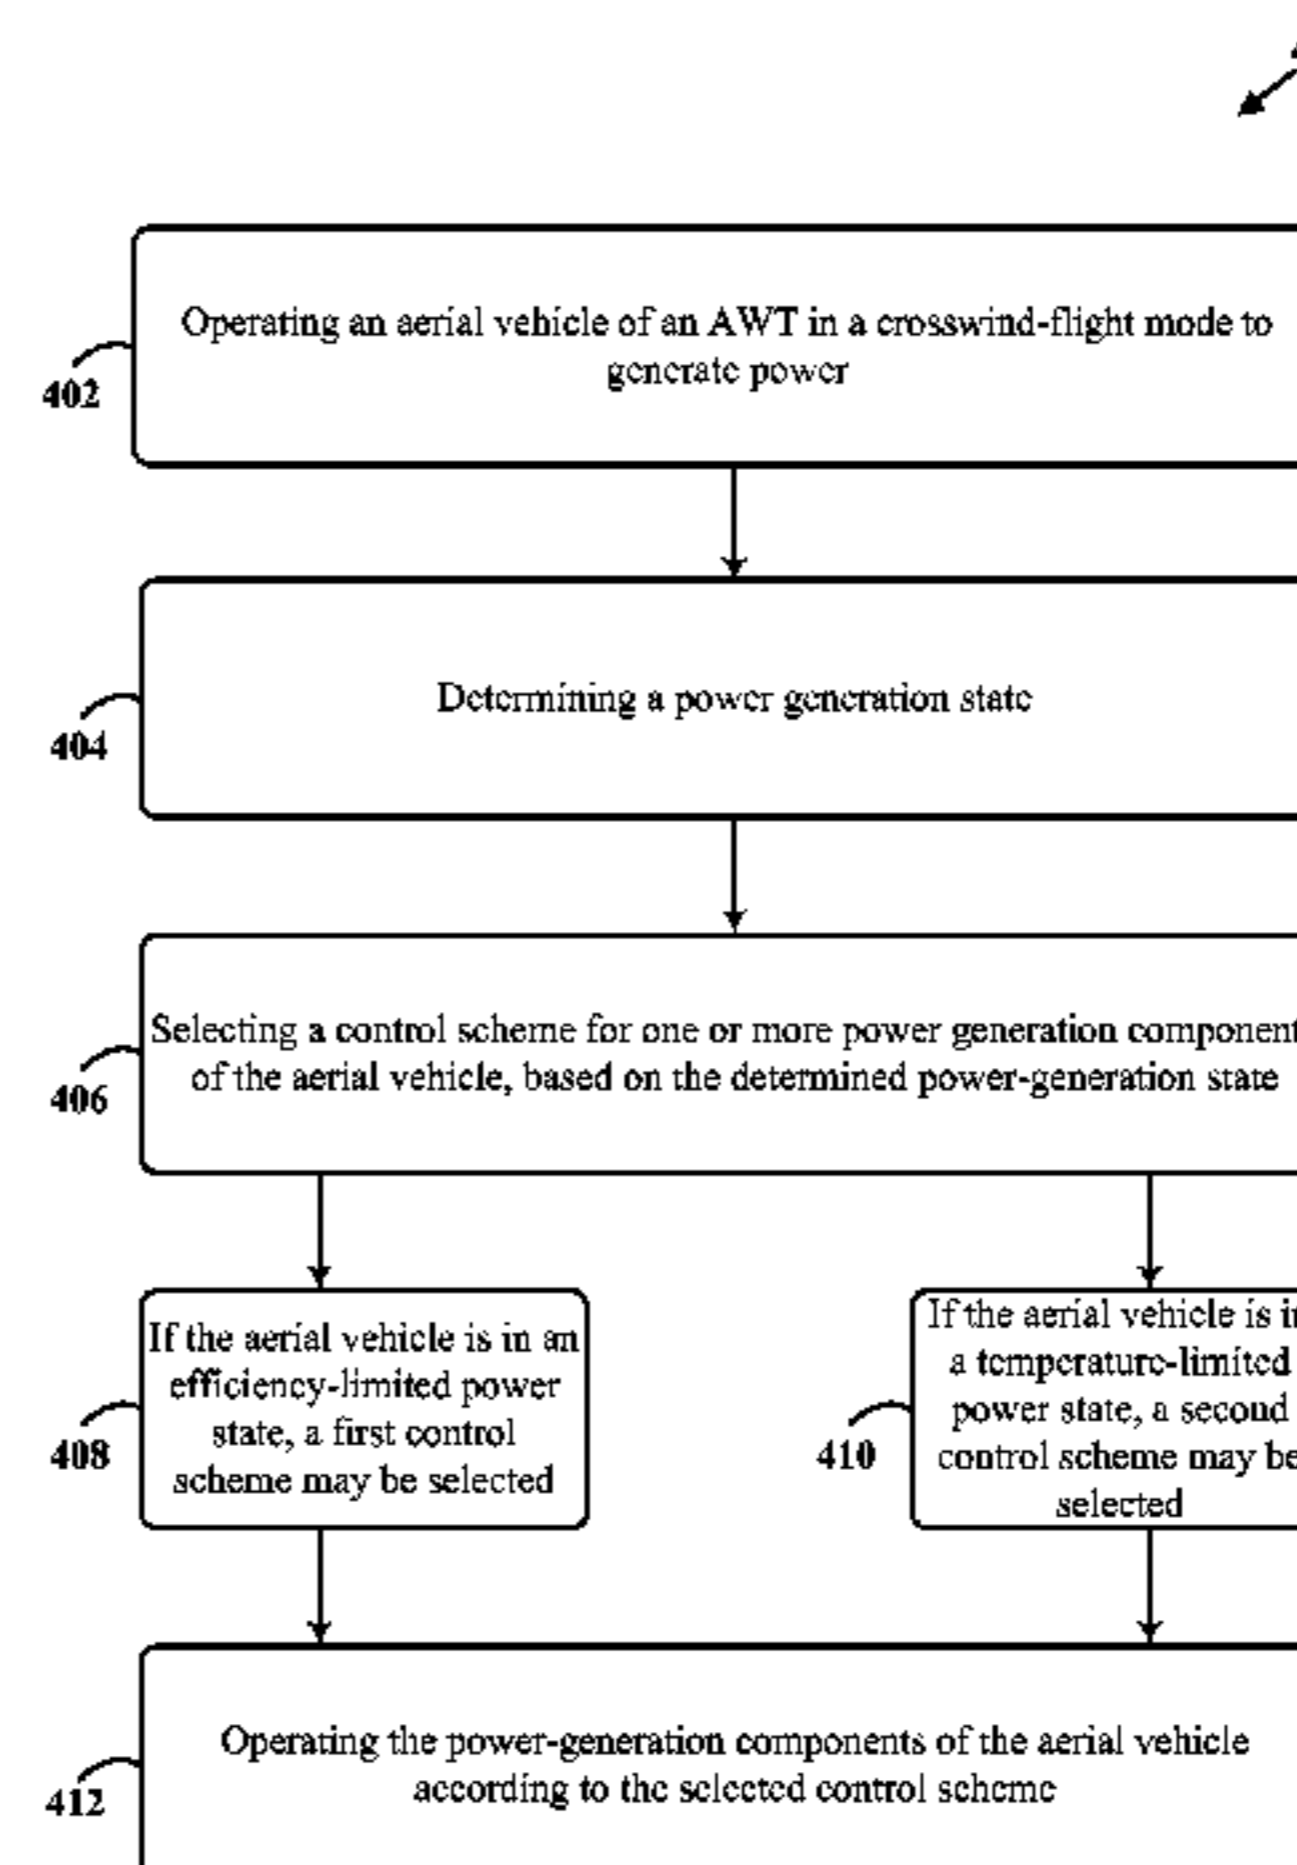 Operating an aerial vehicle of an AWT in a crosswind-flight mode to
generate power
402
Determining a power generation state
404
Selecting a control scheme for one or more power generation component
of the aerial vehicle, based on the determined power-generation state
406
If the aerial vehicle is in an
efficiency-limited power
state, a first control
scheme may be selected
408
If the aerial vehicle is
a temperature-limited
power state, a second
control scheme may be
selected
410
Operating the power-generation components of the aerial vehicle
according to the selected control scheme
412